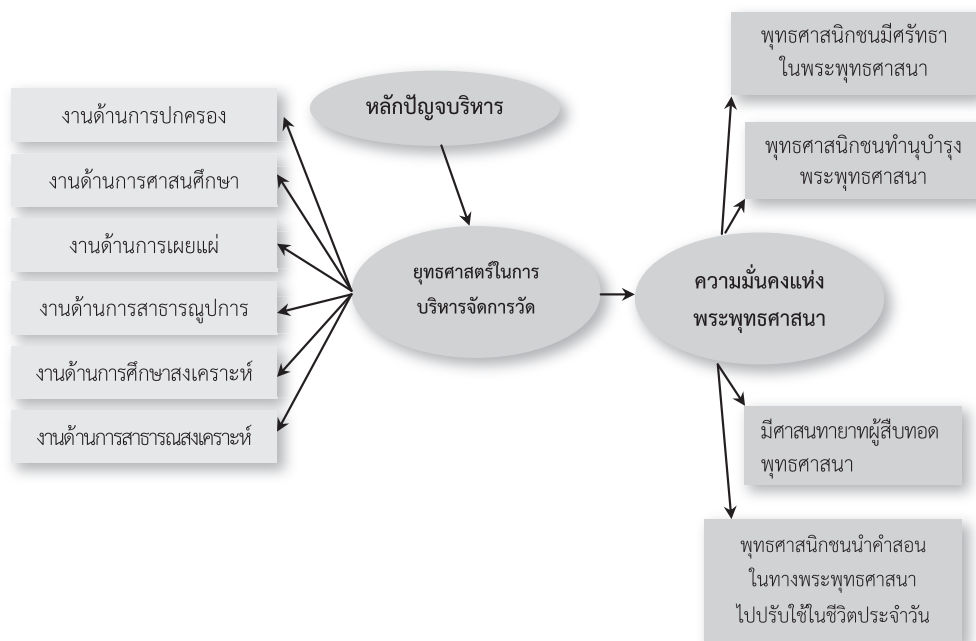 งานด้านการปกครอง
งานด้านการศาสนศึกษา
งานด้านการเผยแผ่
งานด้านการสาธารณูปการ
งานด้านการศึกษาสงเคราะห์
งานด้านการสาธารณสงเคราะห์
หลักปัญจบริหาร
ยุทธศาสตร์ในการ
บริหารจัดการวัด
ความมั่นคงแห่ง
พระพุทธศาสนา
พุทธศาสนิกชนมีศรัทธา
ในพระพุทธศาสนา
พุทธศาสนิกชนทำนุบำรุง
พระพุทธศาสนา
มีศาสนทายาทผู้สืบทอด
พุทธศาสนา
พุทธศาสนิกชนนำคำสอน
ในทางพระพุทธศาสนา
ไปปรับใช้ในชีวิตประจำวัน